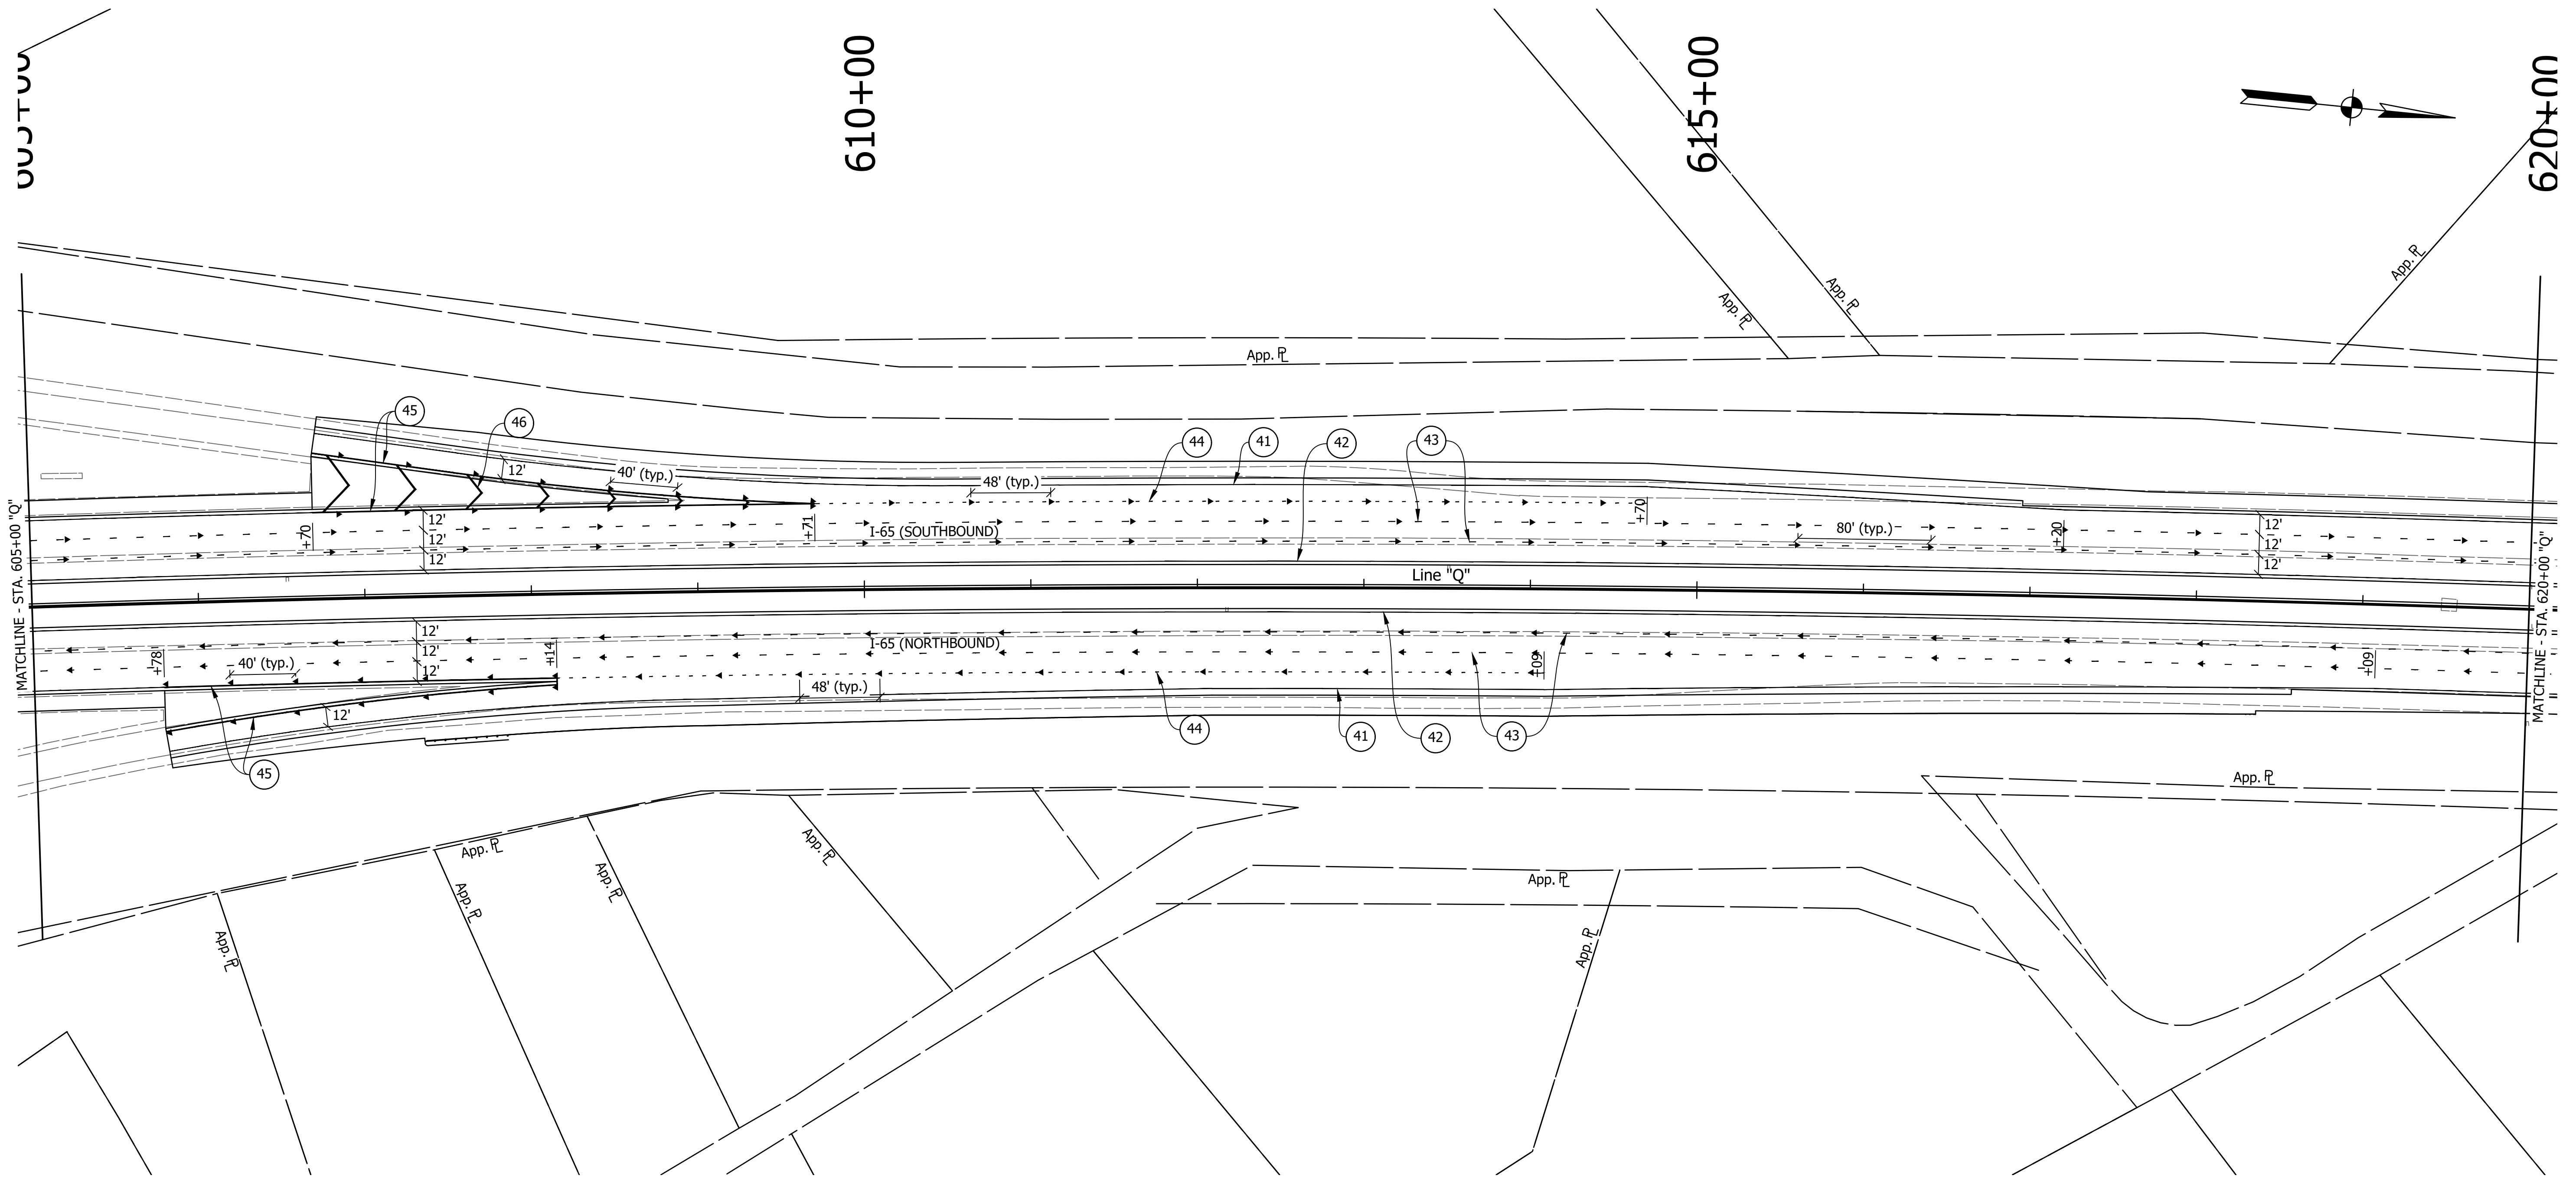 605+00
610+00
615+00
620+00
App. PL
App. PL
App. PL
App. PL
45
46
12'
40' (typ.)
48' (typ.)
44
41
42
43
MATCHLINE - STA. 605+00 "Q"
+70
12'
12'
12'
+71
I-65 (SOUTHBOUND)
+70
80' (typ.)
+20
12'
12'
12'
MATCHLINE - STA. 620+00 "Q"
Line "Q"
+78
40' (typ.)
12'
12'
12'
12'
+14
I-65 (NORTHBOUND)
48' (typ.)
+09
+09
45
44
41
42
43
App. PL
App. PL
App. PL
App. PL
App. PL
App. PL
App. PL
App. PL